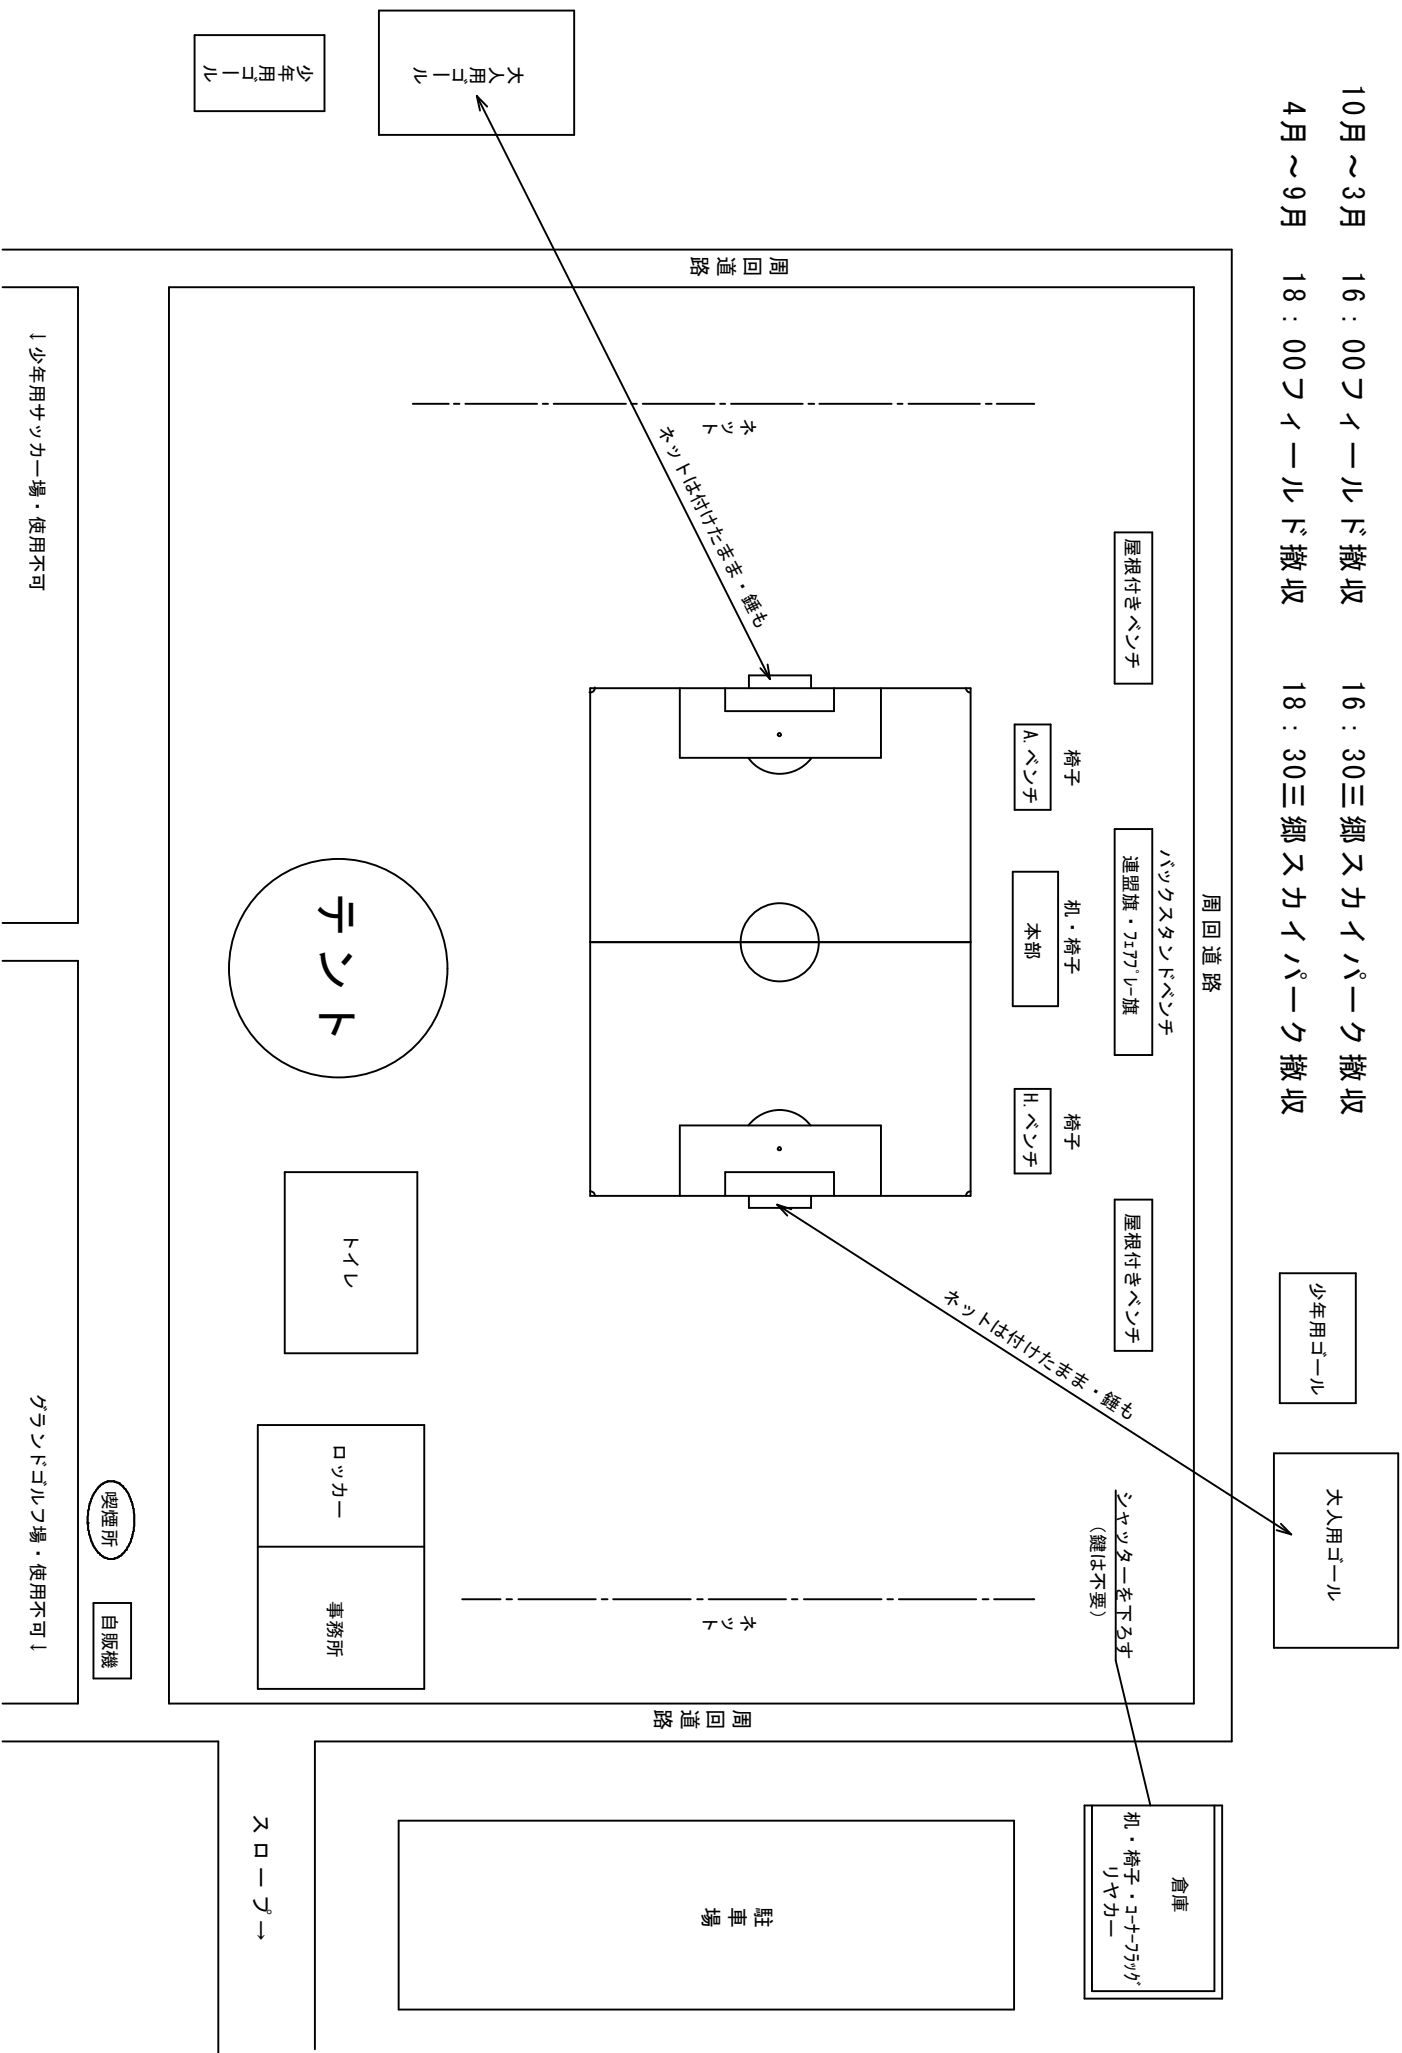 10月～3月　16：00フィールド撤収　16：30三郷スカイパーク撤収
4月～9月　18：00フィールド撤収　18：30三郷スカイパーク撤収
少年用ゴール
大人用ゴール
周回道路
バックスタンドベンチ
屋根付きベンチ
連盟旗・フェアプレー旗
屋根付きベンチ
椅子
机・椅子
椅子
A.ベンチ
本部
H.ベンチ
シャッターを下ろす
（鍵は不要）
倉庫
机・椅子・コーナーフラッグ
リヤカー
大人用ゴール
少年用ゴール
周回道路
ネット
ネットは付けたまま・錘も
ネットは付けたまま・錘も
ネット
周回道路
駐車場
テント
トイレ
ロッカー
事務所
スロープ→
喫煙所
自販機
↓少年用サッカー場・使用不可
グランドゴルフ場・使用不可↓